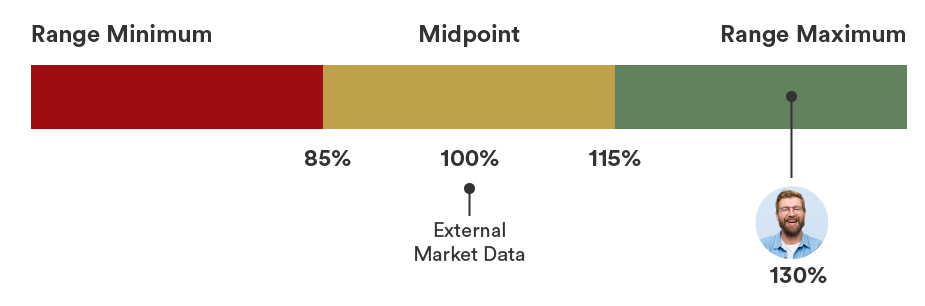 Range Minimum
Midpoint
Range Maximum
85%
100%
115%
External
Market Data
130%